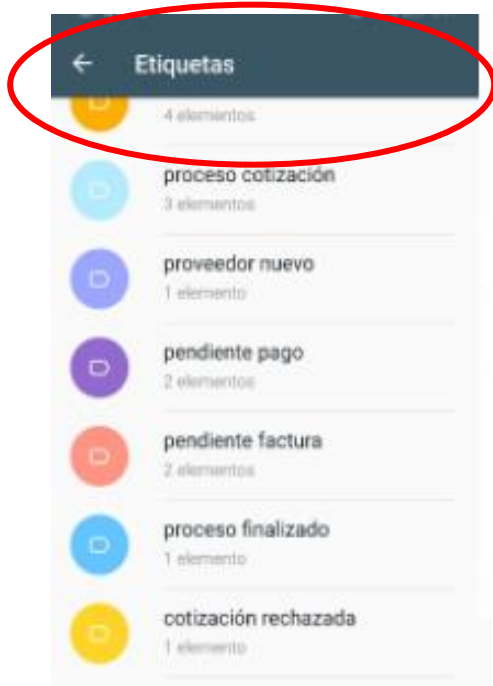 Etiquetas
4 elementos
proceso cotización
3 elementos
proveedor nuevo
1 elemento
pendiente pago
2 elementos
pendiente factura
2 elementos
proceso finalizado
1 elemento
cotización rechazada
1 elemento